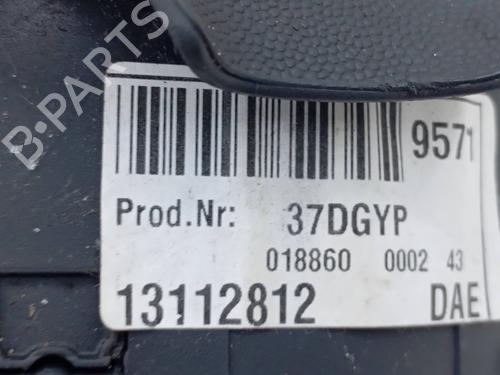 B-PARTS
9571
Prod.Nr: 37DGYP
018860 0002 43
13112812 DAE